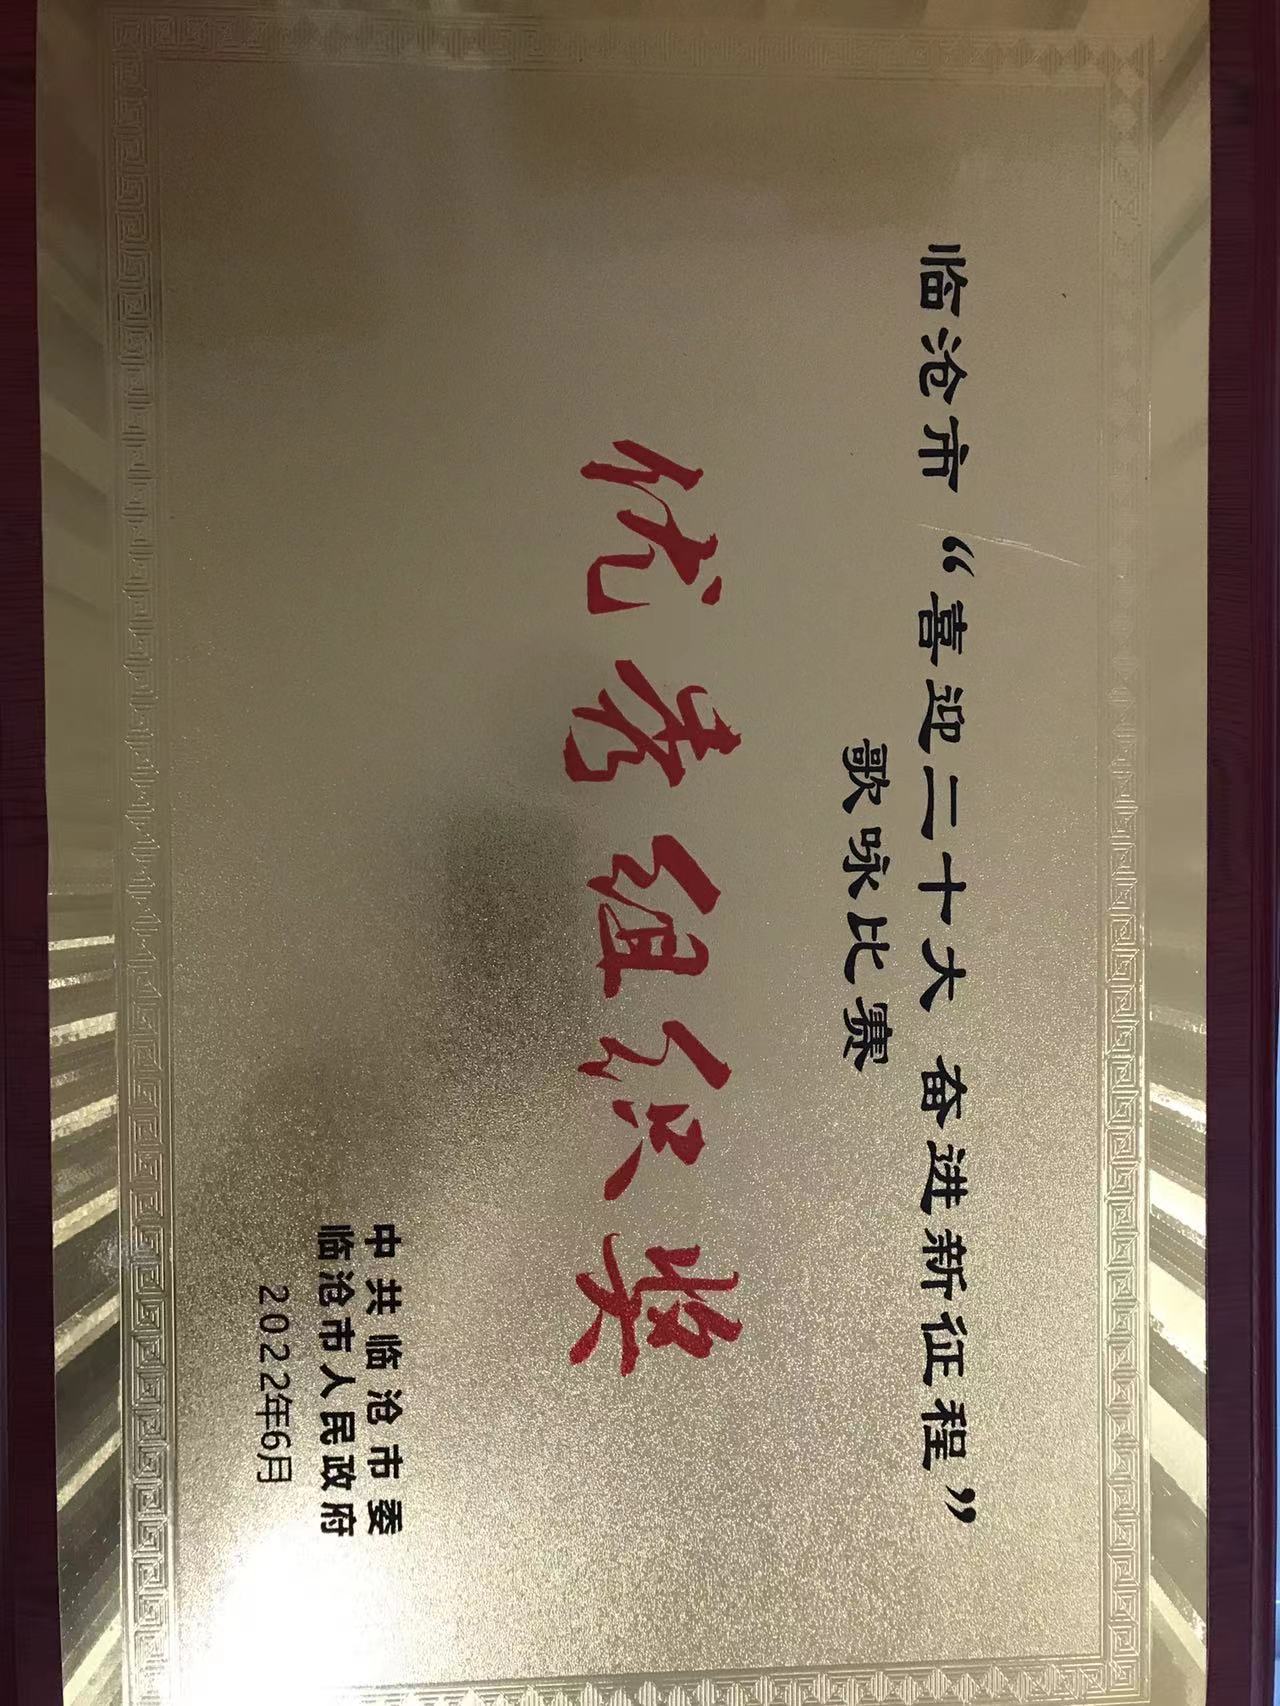 临沧市“喜迎二十大 奋进新征程”
歌咏比赛
优秀组织奖
中共临沧市委
临沧市人民政府
2022年6月